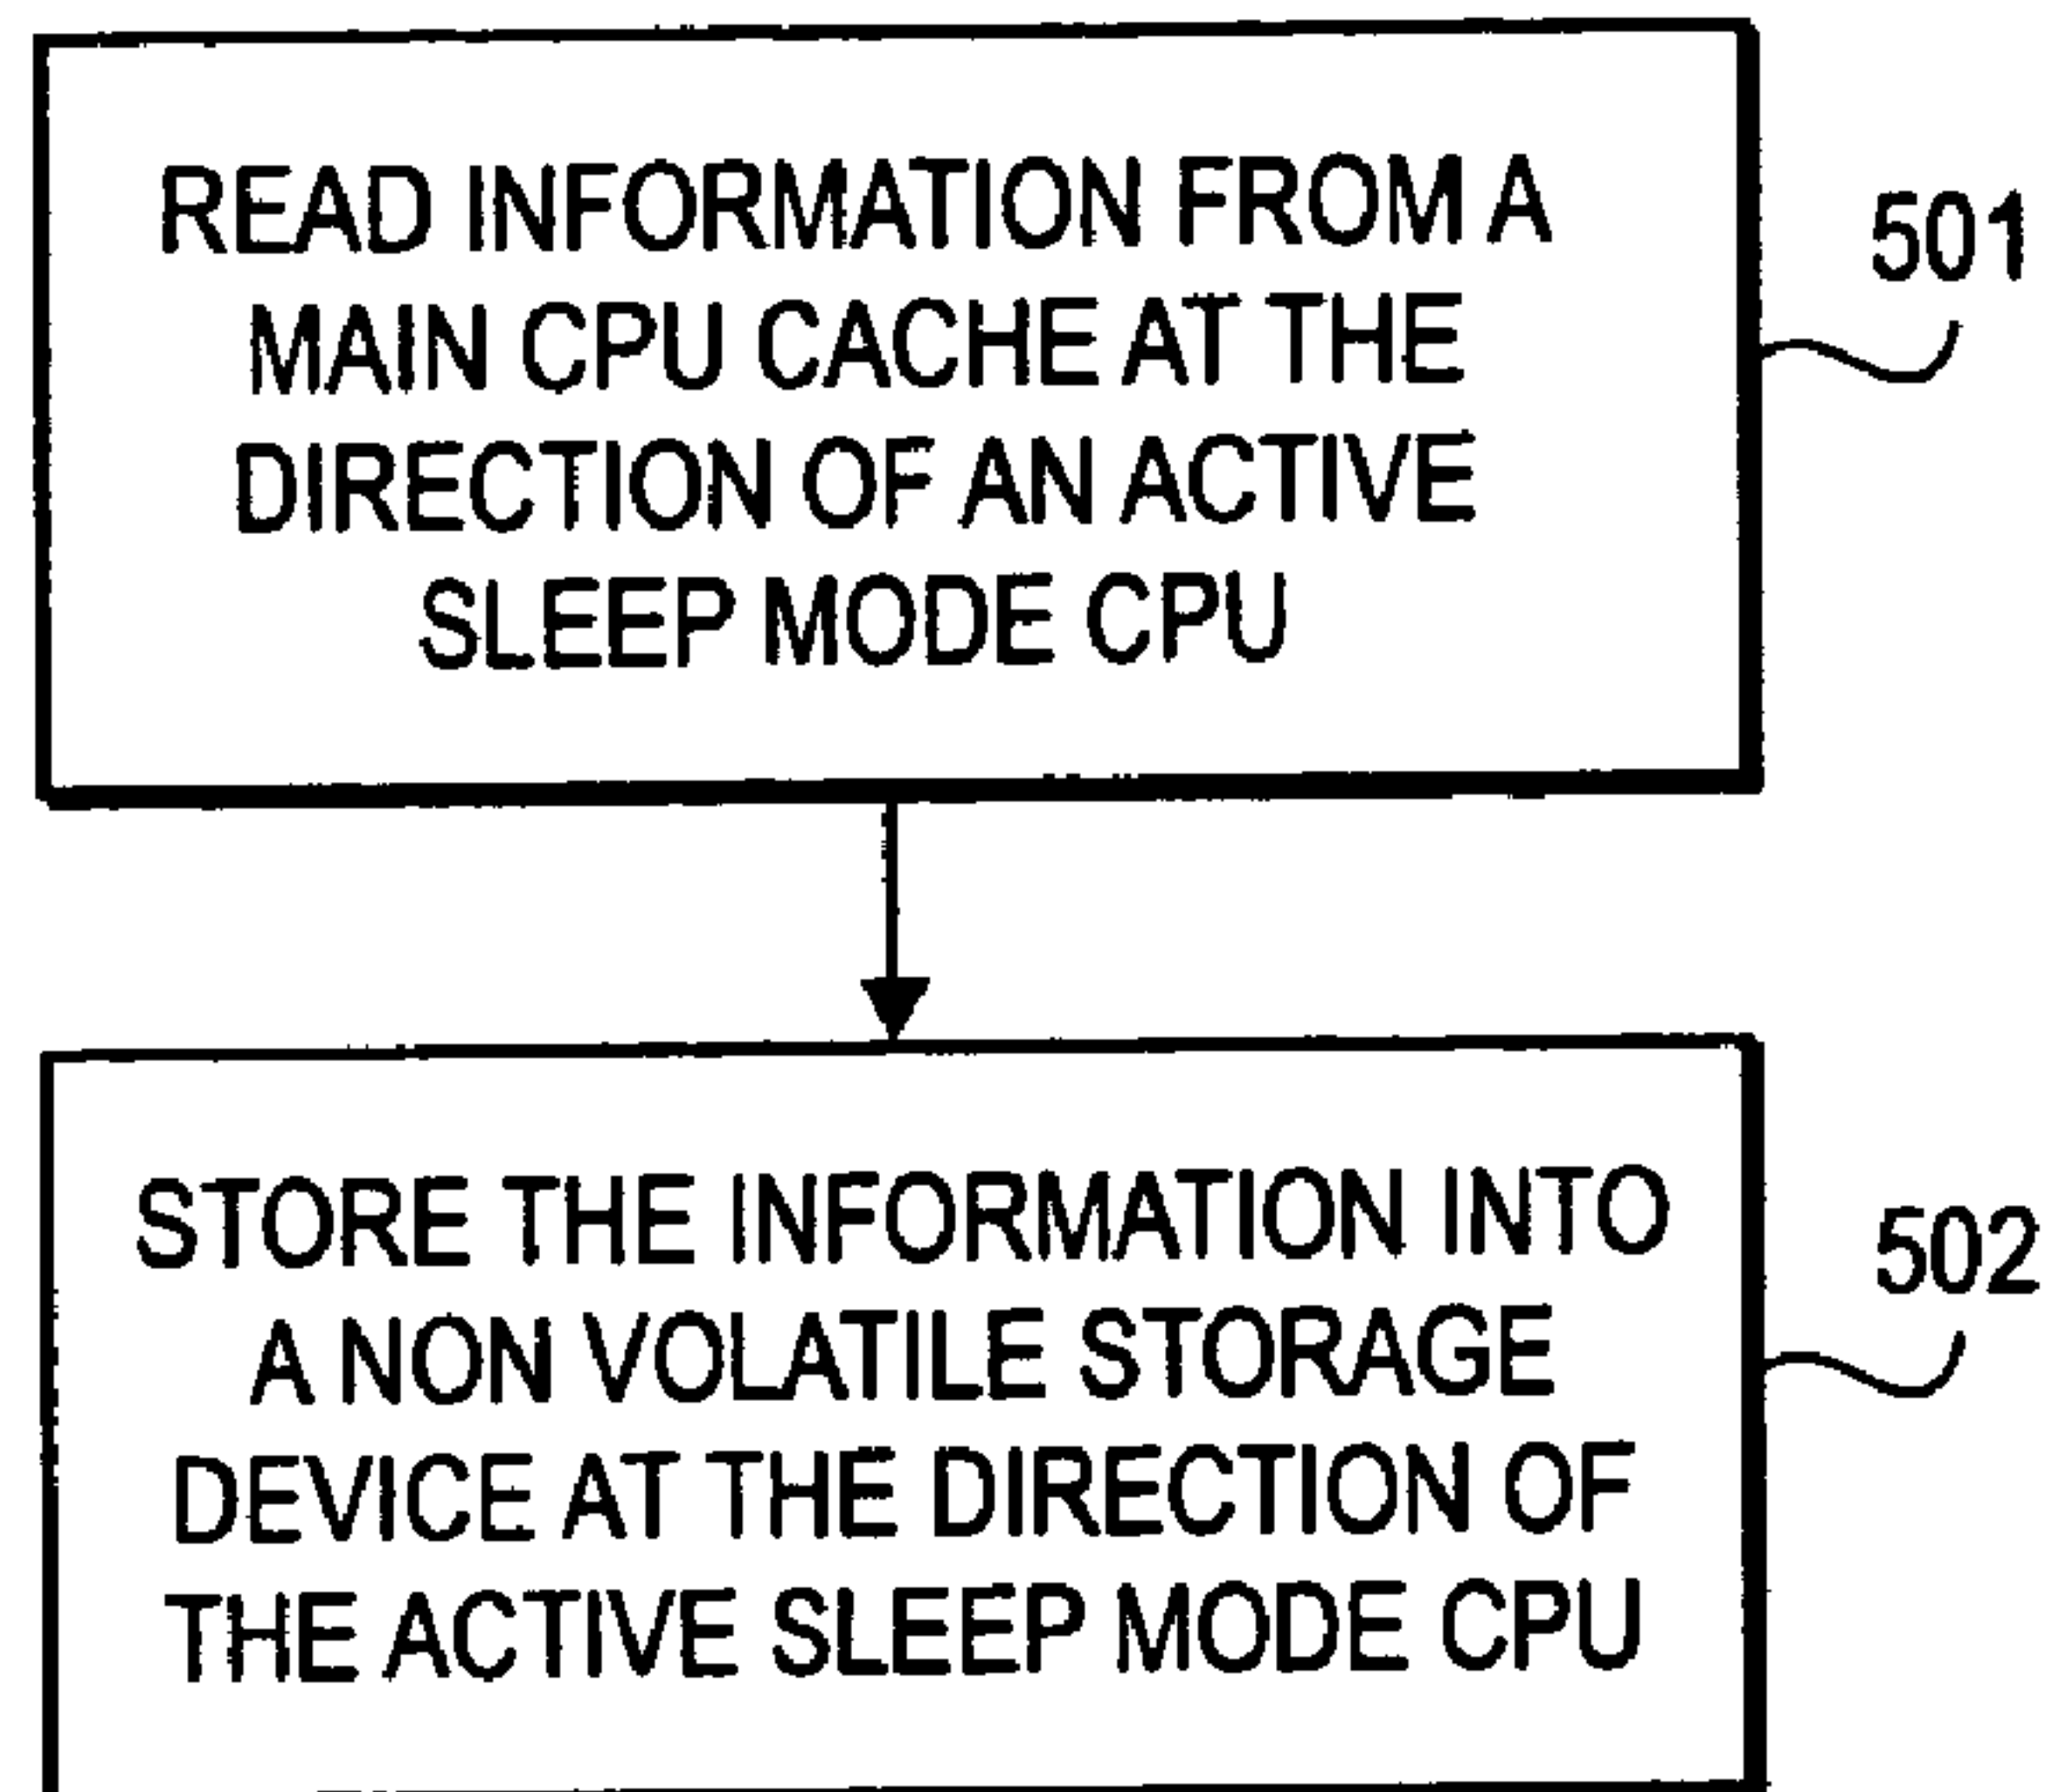 READ INFORMATION FROM A
MAIN CPU CACHE AT THE
DIRECTION OF AN ACTIVE
SLEEP MODE CPU
501
STORE THE INFORMATION INTO
A NON VOLATILE STORAGE
DEVICE AT THE DIRECTION OF
THE ACTIVE SLEEP MODE CPU
502